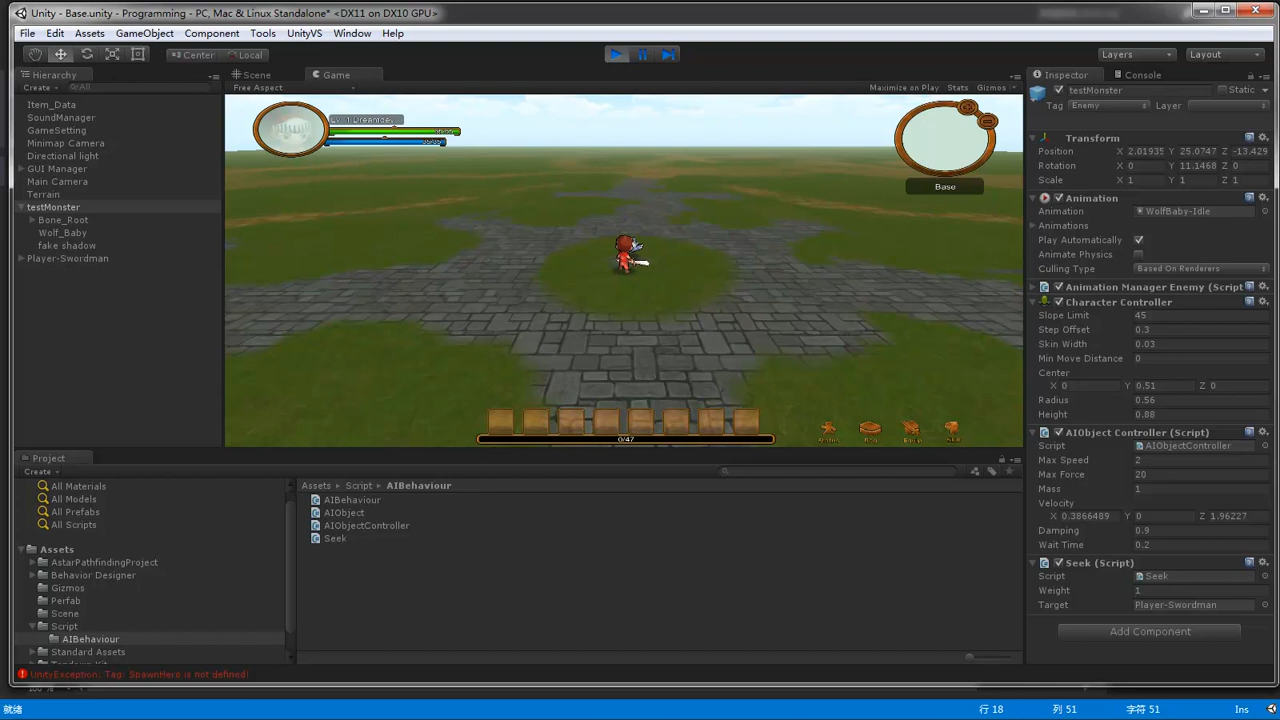 Unity - Base.unity - Programming - PC, Mac & Linux Standalone* <DX11 on DX10 GPU>
File Edit Assets GameObject Component Tools UnityVS Window Help
Center Local Layers Layout
Hierarchy
Create All
Item_Data
SoundManager
GameSetting
Minimap Camera
Directional light
GUI Manager
Main Camera
Terrain
testMonster
Bone_Root
Wolf_Baby
fake shadow
Player-Swordman
Scene Game
Free Aspect Maximize on Play Stats Gizmos
Base
0/47
Inspector Console
testMonster Static
Tag Enemy Layer
Transform
Position X 2.01935 Y 25.0747 Z -13.429
Rotation X 0 Y 11.1468 Z 0
Scale X 1 Y 1 Z 1
Animation
Animation WolfBaby-Idle
Animations
Play Automatically
Animate Physics
Culling Type Based On Renderers
Animation Manager Enemy (Script
Character Controller
Slope Limit 45
Step Offset 0.3
Skin Width 0.03
Min Move Distance 0
Center
X 0 Y 0.51 Z 0
Radius 0.56
Height 0.88
AIObject Controller (Script)
Script AIObjectController
Max Speed 2
Max Force 20
Mass 1
Velocity
X 0.3866489 Y 0 Z 1.96227
Damping 0.9
Wait Time 0.2
Seek (Script)
Script Seek
Weight 1
Target Player-Swordman
Add Component
Project
Create
All Materials
All Models
All Prefabs
All Scripts
Assets
AstarPathfindingProject
Behavior Designer
Gizmos
Perfab
Scene
Script
AIBehaviour
Standard Assets
Assets Script AIBehaviour
AIBehaviour
AIObject
AIObjectController
Seek
UnityException: Tag: SpawnHero is not defined!
100 %
就绪 行 18 列 51 字符 51 Ins